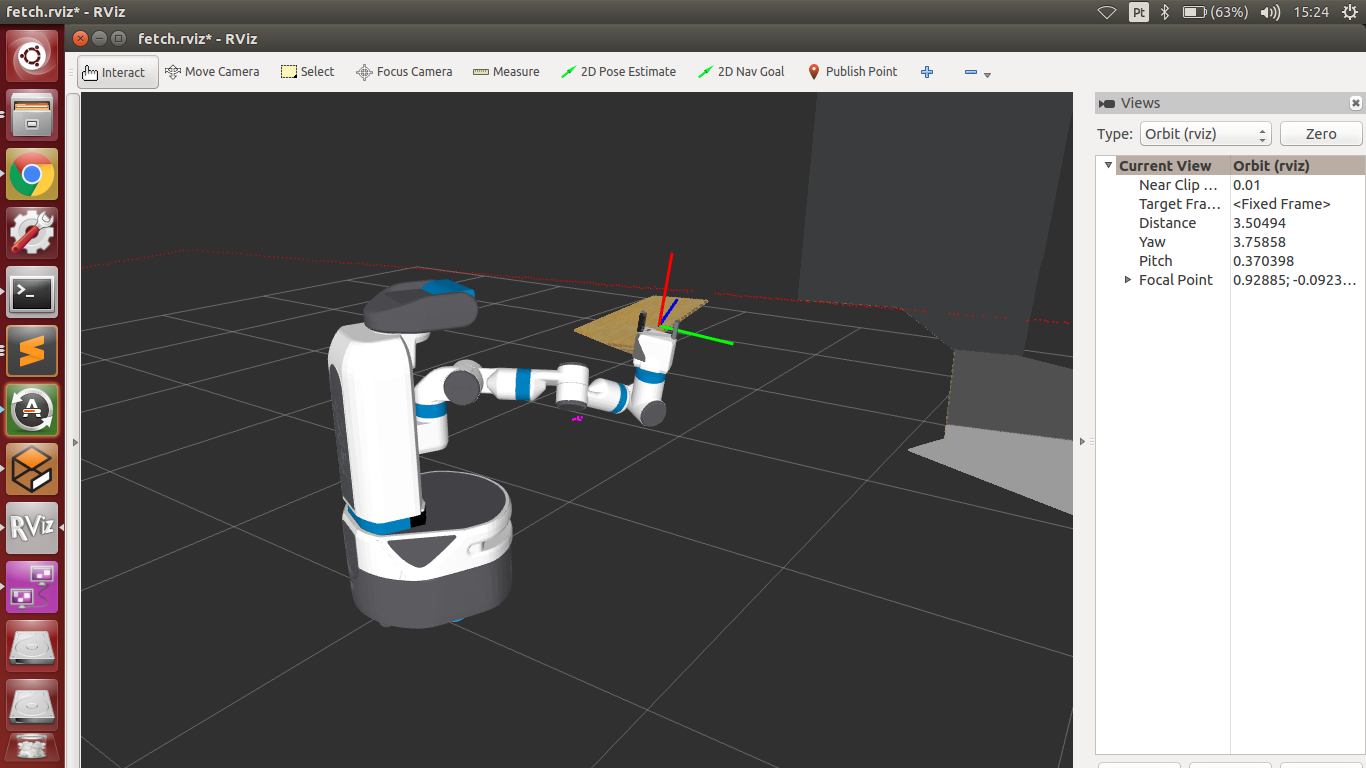 fetch.rviz* - RViz
Pt (63%) 15:24
fetch.rviz* - RViz
Interact Move Camera Select Focus Camera Measure 2D Pose Estimate 2D Nav Goal Publish Point
Views
Type: Orbit (rviz) Zero
Current View Orbit (rviz)
Near Clip ... 0.01
Target Fra... <Fixed Frame>
Distance 3.50494
Yaw 3.75858
Pitch 0.370398
Focal Point 0.92885; -0.0923...
>_
A
RViz